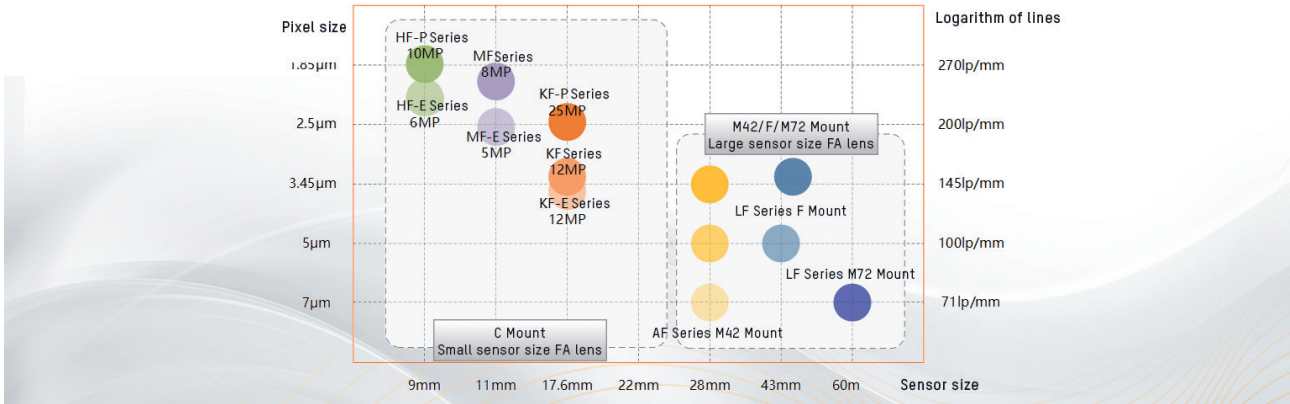 Pixel size
Logarithm of lines
HF-P Series
10MP
MF Series
8MP
1.85μm
270lp/mm
HF-E Series
6MP
KF-P Series
25MP
2.5μm
200lp/mm
MF-E Series
5MP
M42/F/M72 Mount
Large sensor size FA lens
KF Series
12MP
3.45μm
145lp/mm
KF-E Series
12MP
LF Series F Mount
5μm
100lp/mm
LF Series M72 Mount
7μm
71lp/mm
AF Series M42 Mount
C Mount
Small sensor size FA lens
9mm 11mm 17.6mm 22mm 28mm 43mm 60m Sensor size